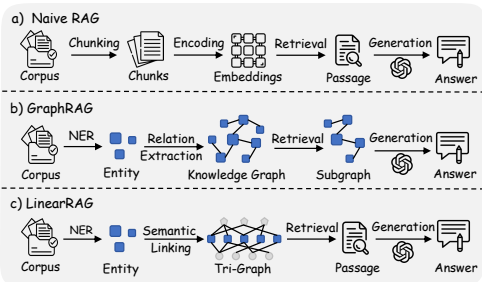 a) Naive RAG
Chunking Encoding Retrieval Generation
Corpus Chunks Embeddings Passage Answer
b) GraphRAG
NER Relation Extraction Retrieval Generation
Corpus Entity Knowledge Graph Subgraph Answer
c) LinearRAG
NER Semantic Linking Retrieval Generation
Corpus Entity Tri-Graph Passage Answer